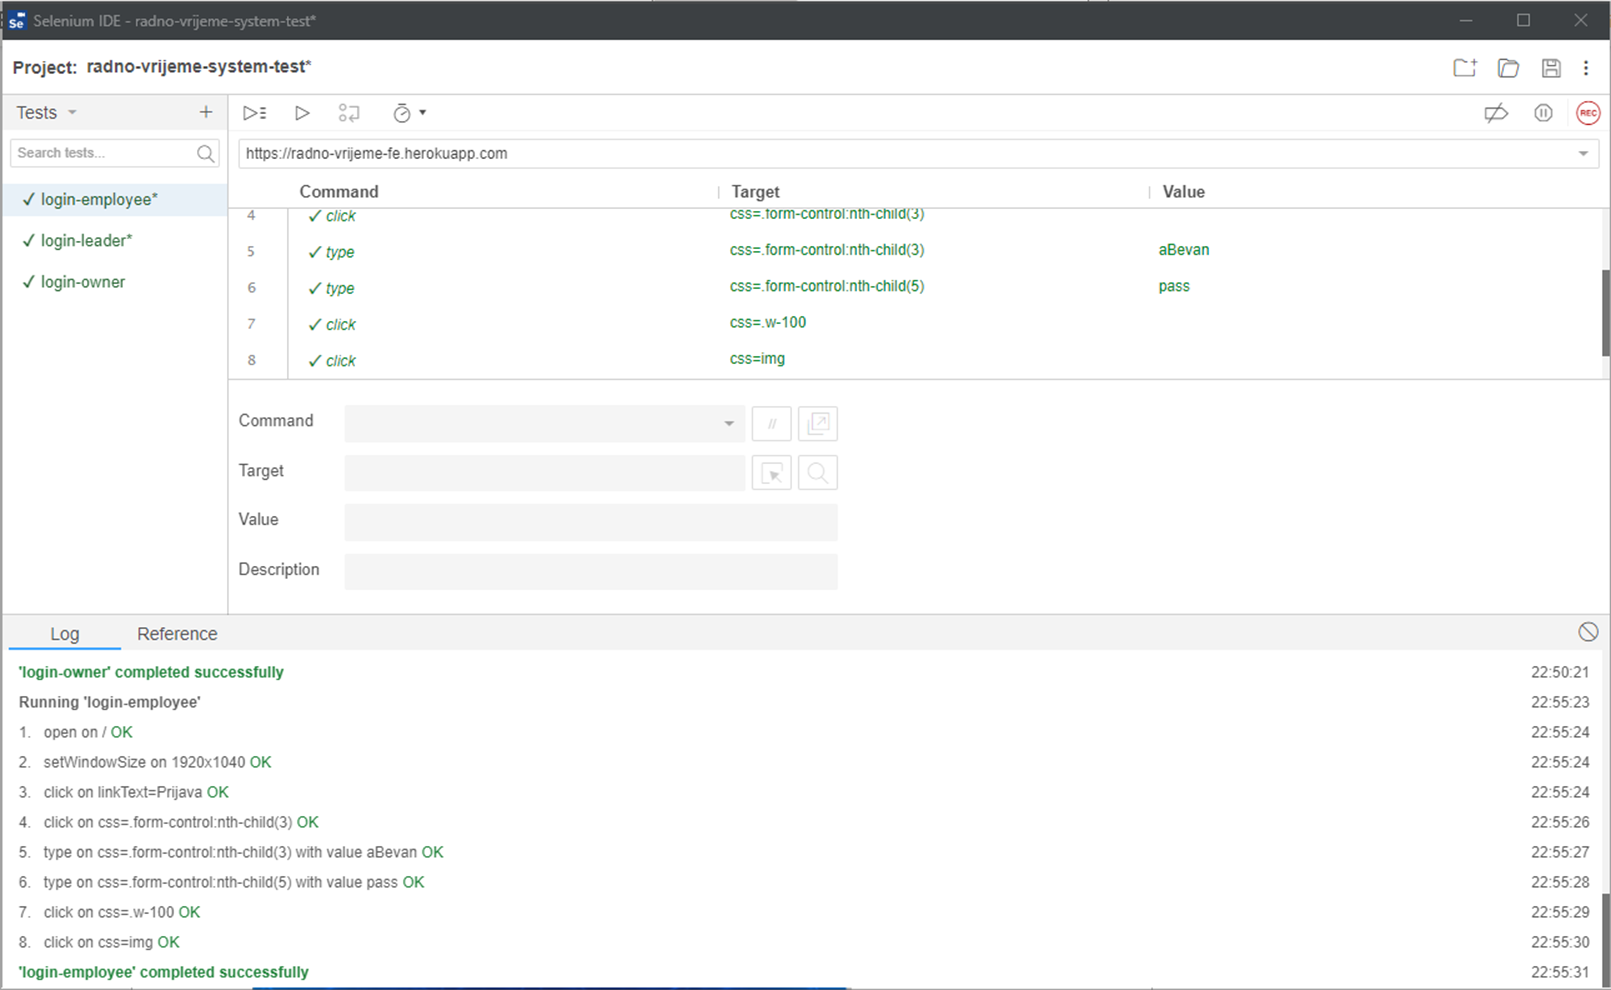 Selenium IDE - radno-vrijeme-system-test*
Project: radno-vrijeme-system-test*
Tests
Search tests...
✓ login-employee*
✓ login-leader*
✓ login-owner
REC
https://radno-vrijeme-fe.herokuapp.com
Command Target Value
4 ✓ click css=.form-control:nth-child(3)
5 ✓ type css=.form-control:nth-child(3) aBevan
6 ✓ type css=.form-control:nth-child(5) pass
7 ✓ click css=.w-100
8 ✓ click css=img
Command //
Target
Value
Description
Log Reference
'login-owner' completed successfully 22:50:21
Running 'login-employee' 22:55:23
1. open on / OK 22:55:24
2. setWindowSize on 1920x1040 OK 22:55:24
3. click on linkText=Prijava OK 22:55:24
4. click on css=.form-control:nth-child(3) OK 22:55:26
5. type on css=.form-control:nth-child(3) with value aBevan OK 22:55:27
6. type on css=.form-control:nth-child(5) with value pass OK 22:55:28
7. click on css=.w-100 OK 22:55:29
8. click on css=img OK 22:55:30
'login-employee' completed successfully 22:55:31